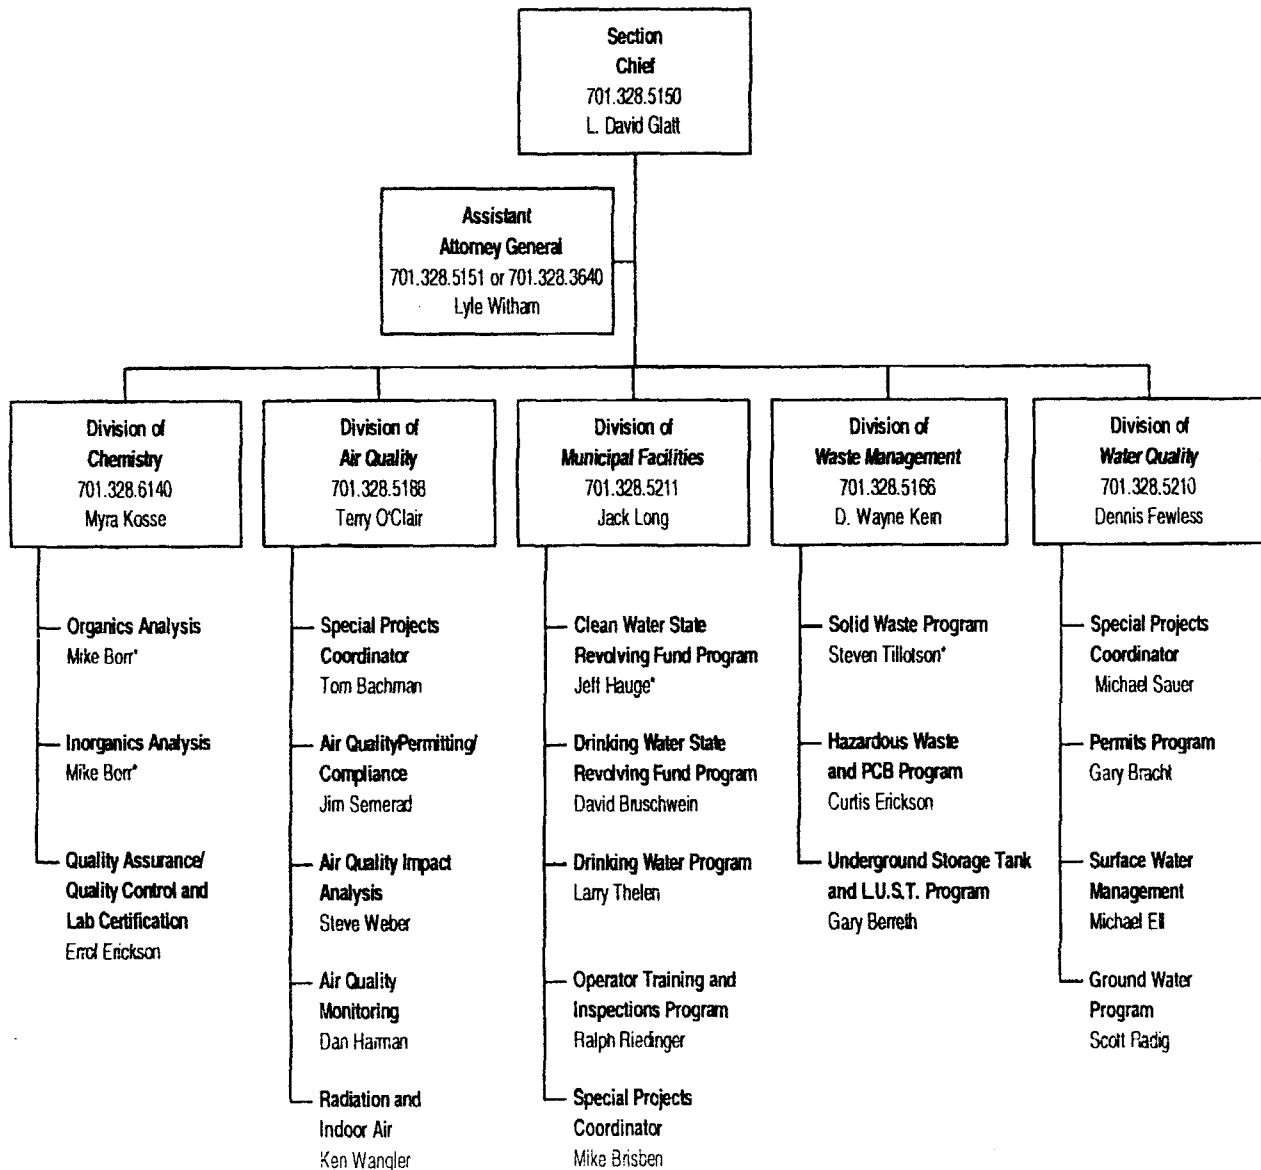 Section
Chief
701.328.5150
L. David Glatt
Assistant
Attorney General
701.328.5151 or 701.328.3640
Lyle Witham
Division of
Chemistry
701.328.6140
Myra Kosse
Organics Analysis
Mike Borr*
Inorganics Analysis
Mike Borr*
Quality Assurance/
Quality Control and
Lab Certification
Errol Erickson
Division of
Air Quality
701.328.5188
Terry O'Clair
Special Projects
Coordinator
Tom Bachman
Air QualityPermitting/
Compliance
Jim Semerad
Air Quality Impact
Analysis
Steve Weber
Air Quality
Monitoring
Dan Harman
Radiation and
Indoor Air
Ken Wangler
Division of
Municipal Facilities
701.328.5211
Jack Long
Clean Water State
Revolving Fund Program
Jeff Hauge*
Drinking Water State
Revolving Fund Program
David Bruschwein
Drinking Water Program
Larry Thelen
Operator Training and
Inspections Program
Ralph Riedinger
Special Projects
Coordinator
Mike Brisben
Division of
Waste Management
701.328.5166
D. Wayne Kern
Solid Waste Program
Steven Tillotson*
Hazardous Waste
and PCB Program
Curtis Erickson
Underground Storage Tank
and L.U.S.T. Program
Gary Berreth
Division of
Water Quality
701.328.5210
Dennis Fewless
Special Projects
Coordinator
Michael Sauer
Permits Program
Gary Bracht
Surface Water
Management
Michael Ell
Ground Water
Program
Scott Radig